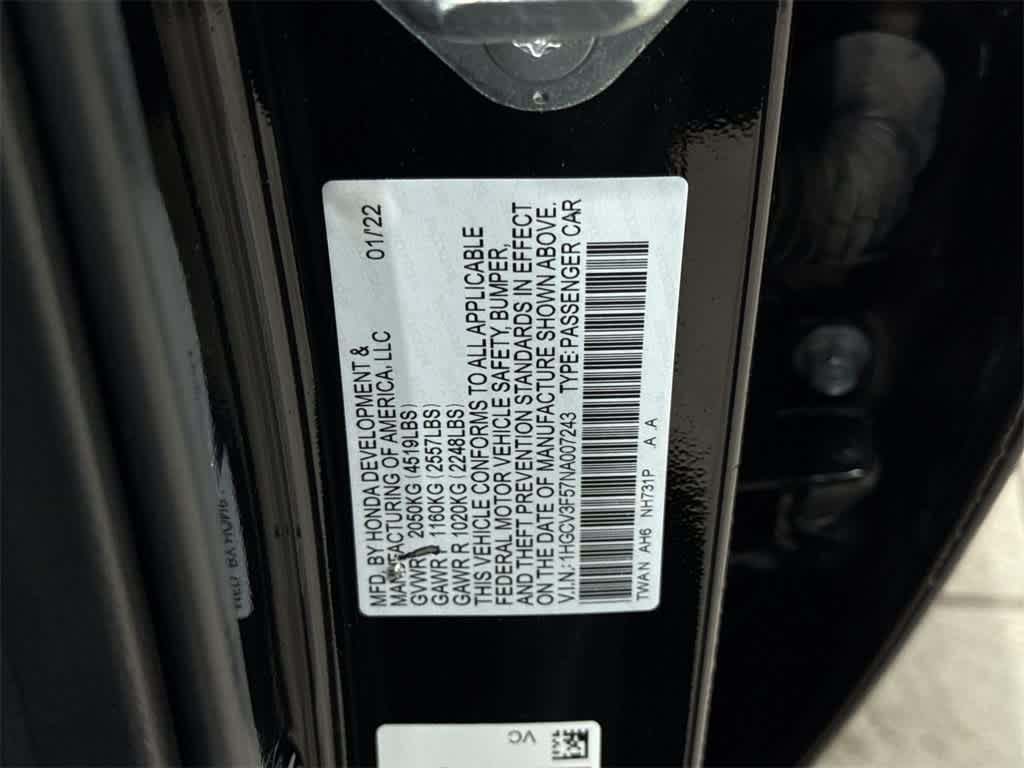 MFD. BY HONDA DEVELOPMENT &
MANUFACTURING OF AMERICA, LLC 01/22
GVWR 2050KG (4519LBS)
GAWR F 1160KG (2557LBS)
GAWR R 1020KG (2248LBS)
THIS VEHICLE CONFORMS TO ALL APPLICABLE
FEDERAL MOTOR VEHICLE SAFETY, BUMPER,
AND THEFT PREVENTION STANDARDS IN EFFECT
ON THE DATE OF MANUFACTURE SHOWN ABOVE.
V.I.N.:1HGCV3F57NA007243 TYPE:PASSENGER CAR
TWAN AH6 NH731P A A
VC